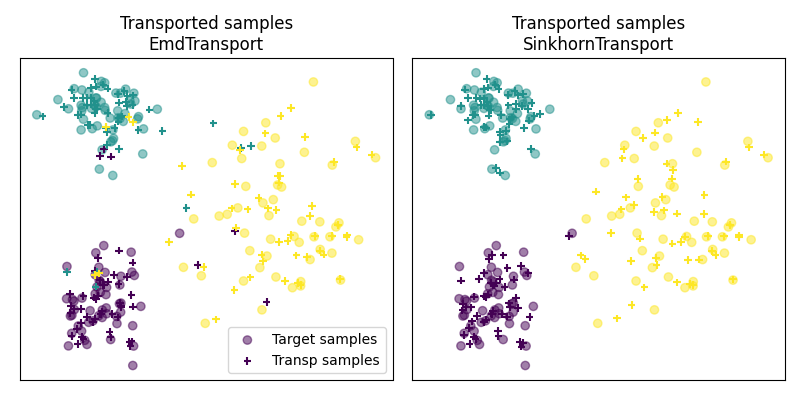 Transported samples
EmdTransport
Transported samples
SinkhornTransport
Target samples
Transp samples